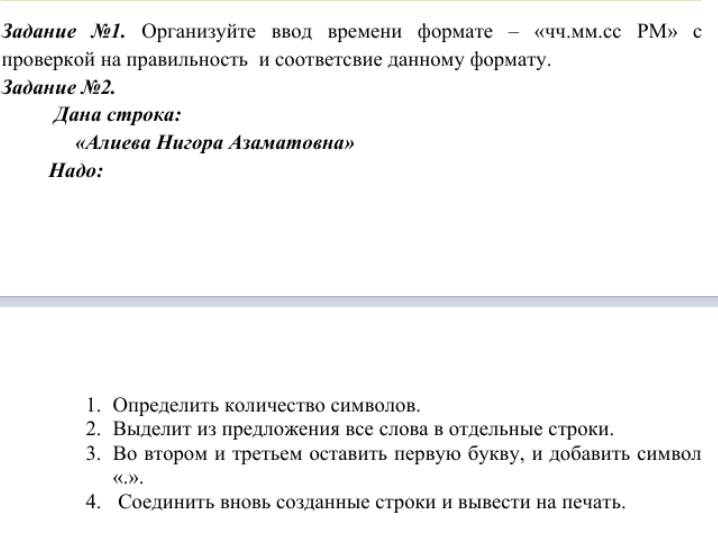 Задание №1. Организуйте ввод времени формате – «чч.мм.сс PM» с
проверкой на правильность и соответсвие данному формату.
Задание №2.
Дана строка:
«Алиева Нигора Азаматовна»
Надо:
1. Определить количество символов.
2. Выделит из предложения все слова в отдельные строки.
3. Во втором и третьем оставить первую букву, и добавить символ
«.».
4. Соединить вновь созданные строки и вывести на печать.